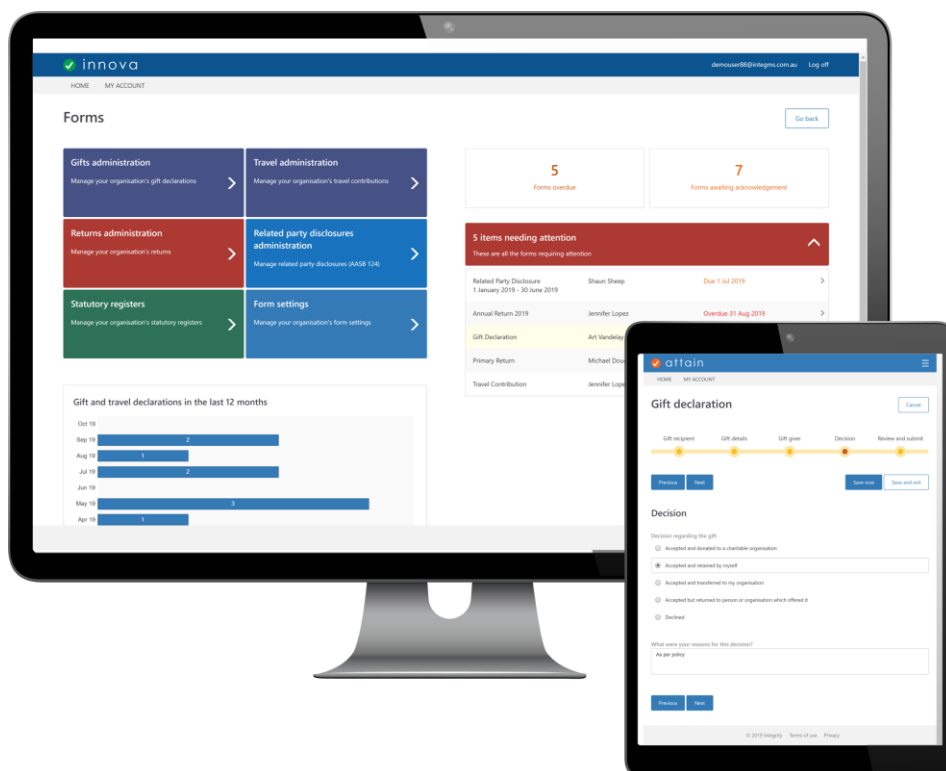 innova
demouser88@integms.com.au Log off
HOME MY ACCOUNT
Forms
Go back
Gifts administration
Manage your organisation's gift declarations
Travel administration
Manage your organisation's travel contributions
Returns administration
Manage your organisation's returns
Related party disclosures
administration
Manage related party disclosures (AASB 124)
Statutory registers
Manage your organisation's statutory registers
Form settings
Manage your organisation's form settings
5
Forms overdue
7
Forms awaiting acknowledgement
5 items needing attention
These are all the forms requiring attention
Related Party Disclosure Shaun Sheep Due 1 Jul 2019
1 January 2019 - 30 June 2019
Annual Return 2019 Jennifer Lopez Overdue 31 Aug 2019
Gift Declaration Art Vandelay
Primary Return Michael
Travel Contribution Jennifer
Gift and travel declarations in the last 12 months
Oct 19
Sep 19 2
Aug 19 1
Jul 19 2
Jun 19
May 19 3
Apr 19 1
attain
HOME MY ACCOUNT
Gift declaration
Cancel
Gift recipient Gift details Gift giver Decision Review and submit
Previous Next Save now Save and exit
Decision
Decision regarding the gift
Accepted and donated to a charitable organisation
Accepted and retained by myself
Accepted and transferred to my organisation
Accepted but returned to person or organisation which offered it
Declined
What were your reasons for this decision?
As per policy
Previous Next
© 2019 Integrity Terms of use Privacy